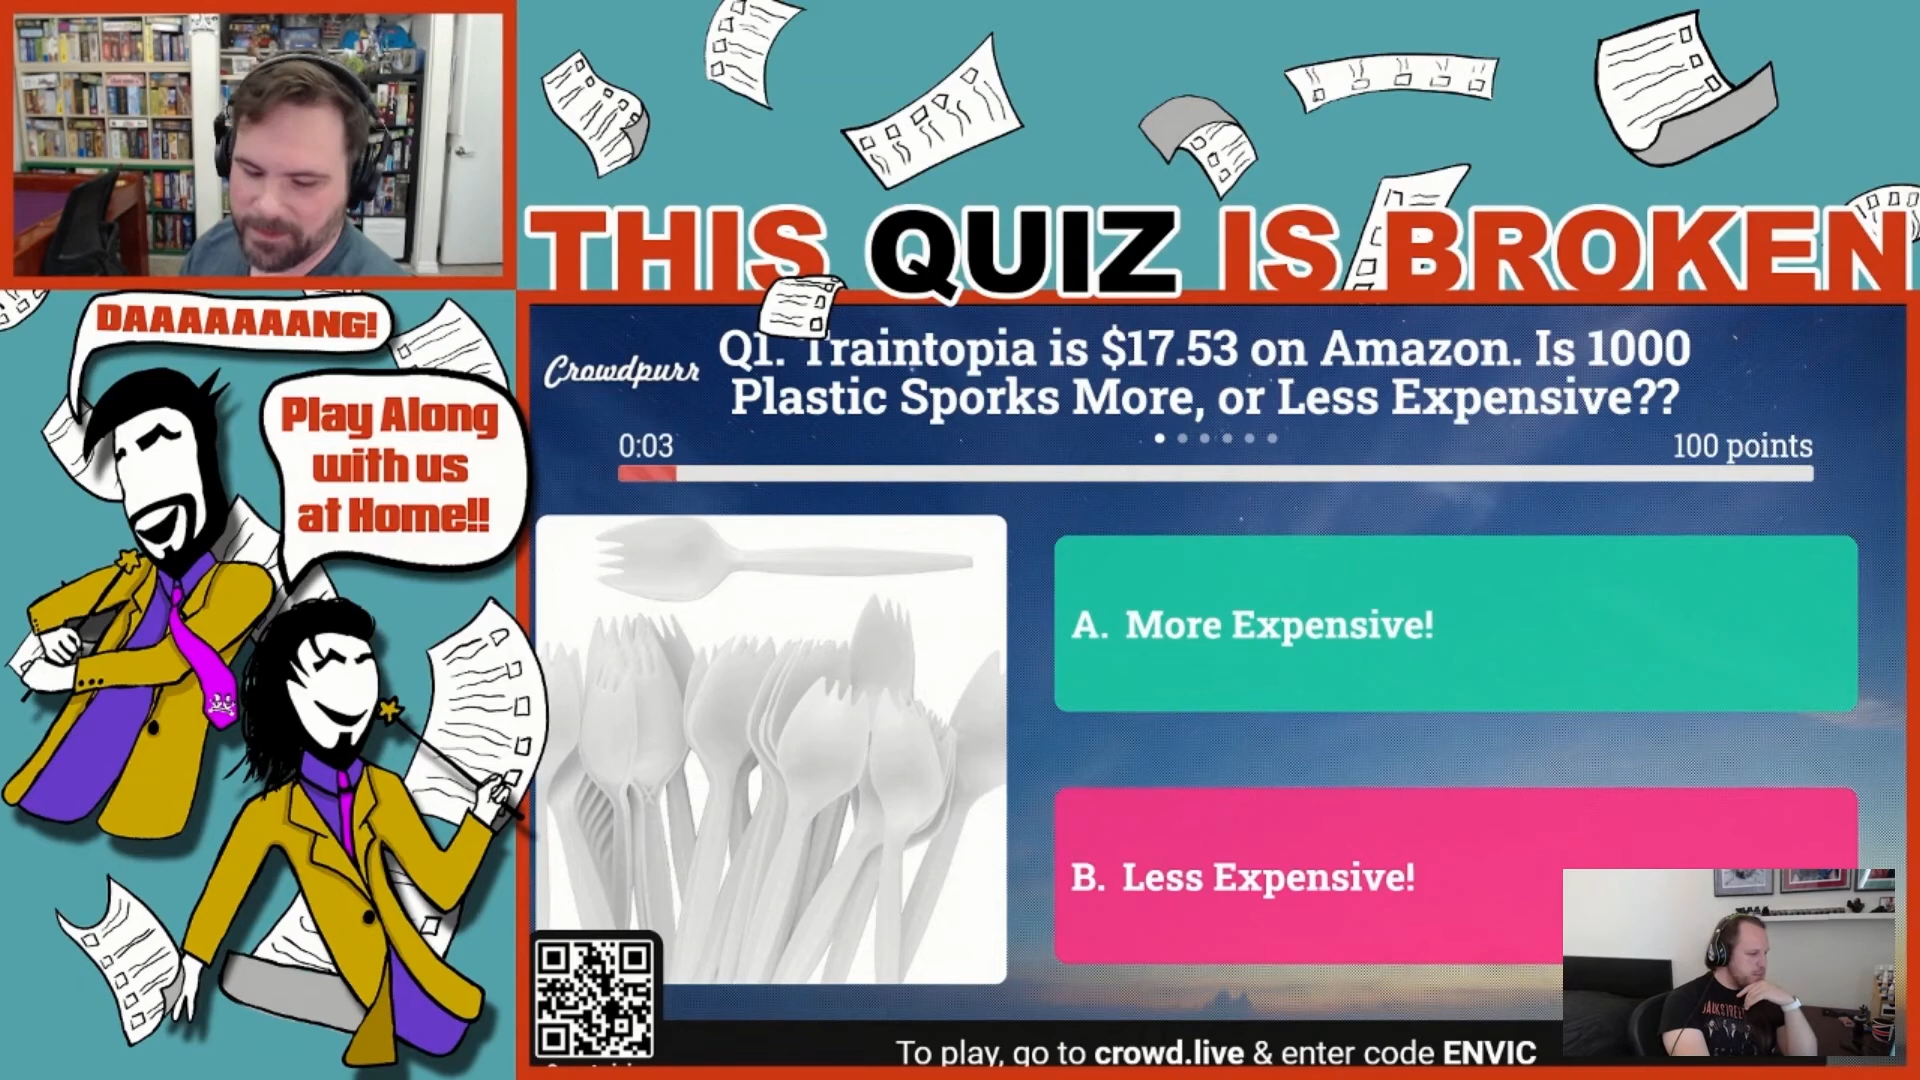 THIS QUIZ IS BROKEN
DAAAAAAAANG!
Play Along
with us
at Home!!
Crowdpurr
Q1. Traintopia is $17.53 on Amazon. Is 1000
Plastic Sporks More, or Less Expensive??
0:03
100 points
A. More Expensive!
B. Less Expensive!
To play, go to crowd.live & enter code ENVIC